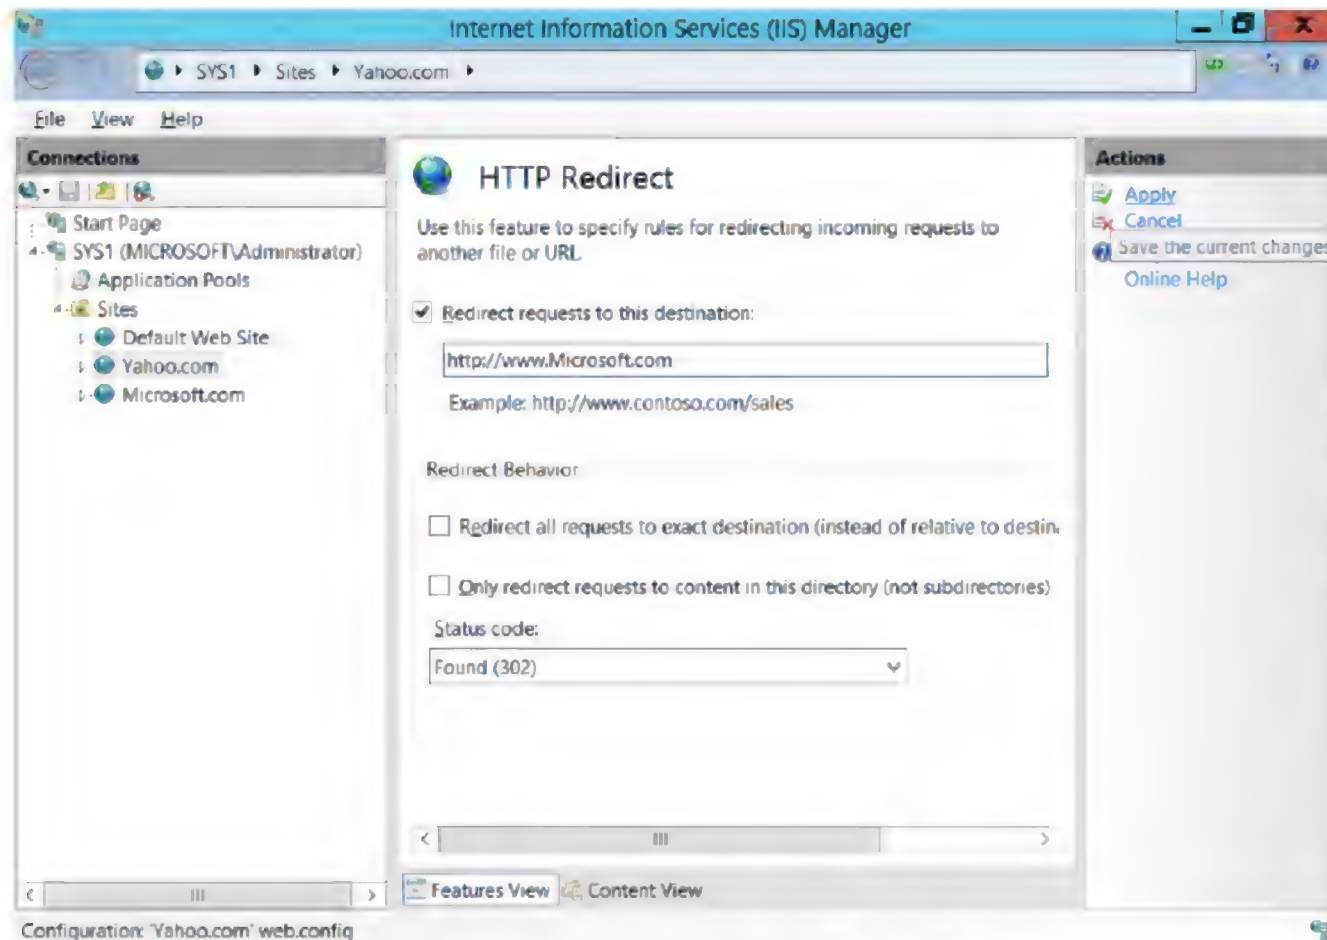 Internet Information Services (IIS) Manager
SYS1 Sites Yahoo.com
File View Help
Connections
Start Page
SYS1 (MICROSOFT\Administrator)
Application Pools
Sites
Default Web Site
Yahoo.com
Microsoft.com
HTTP Redirect
Use this feature to specify rules for redirecting incoming requests to
another file or URL.
Redirect requests to this destination:
http://www.Microsoft.com
Example: http://www.contoso.com/sales
Redirect Behavior
Redirect all requests to exact destination (instead of relative to destin
Only redirect requests to content in this directory (not subdirectories)
Status code:
Found (302)
Features View Content View
Actions
Apply
Cancel
Save the current changes
Online Help
Configuration: 'Yahoo.com' web.config